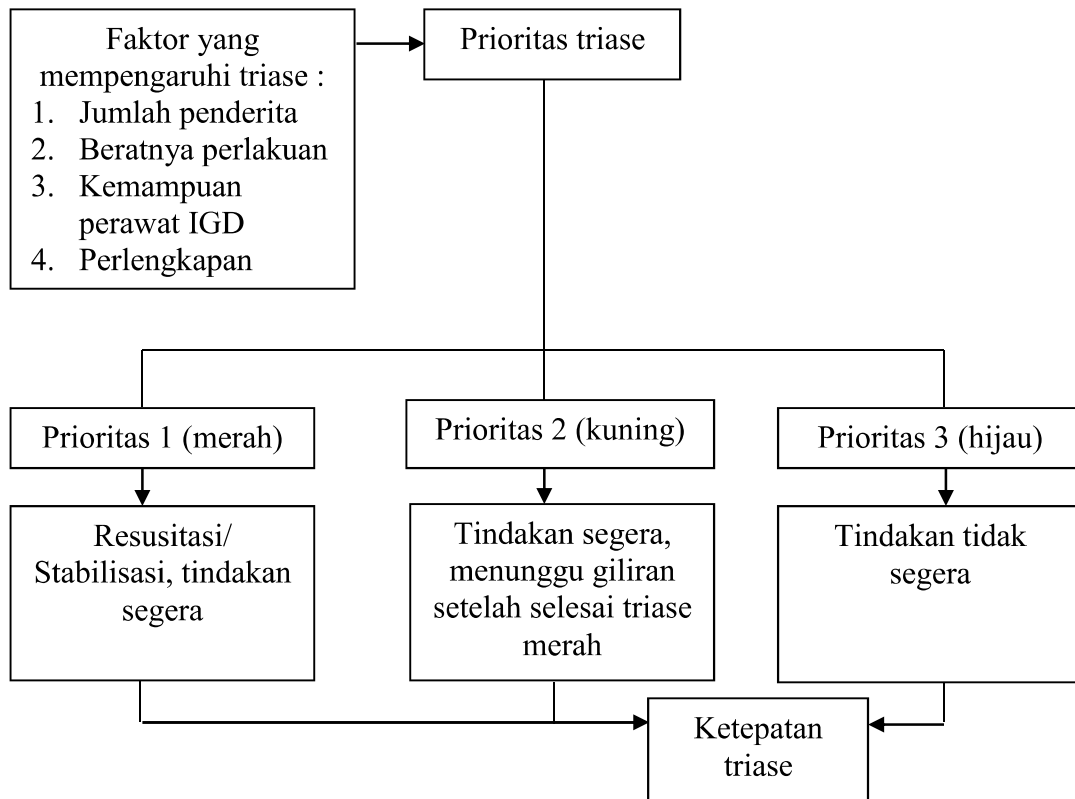 Faktor yang
mempengaruhi triase :
1. Jumlah penderita
2. Beratnya perlakuan
3. Kemampuan
perawat IGD
4. Perlengkapan
Prioritas triase
Prioritas 1 (merah)
Prioritas 2 (kuning)
Prioritas 3 (hijau)
Resusitasi/
Stabilisasi, tindakan
segera
Tindakan segera,
menunggu giliran
setelah selesai triase
merah
Tindakan tidak
segera
Ketepatan
triase